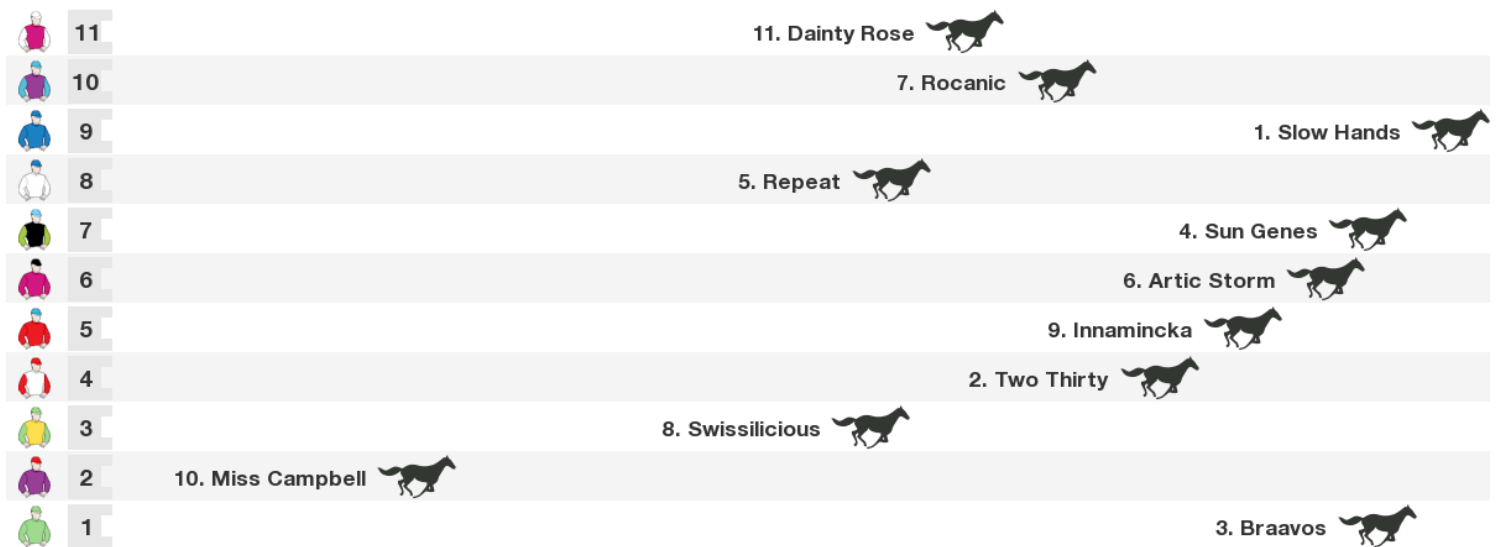 11 11. Dainty Rose
10 7. Rocanic
9 1. Slow Hands
8 5. Repeat
7 4. Sun Genes
6 6. Artic Storm
5 9. Innamincka
4 2. Two Thirty
3 8. Swissilicious
2 10. Miss Campbell
1 3. Braavos